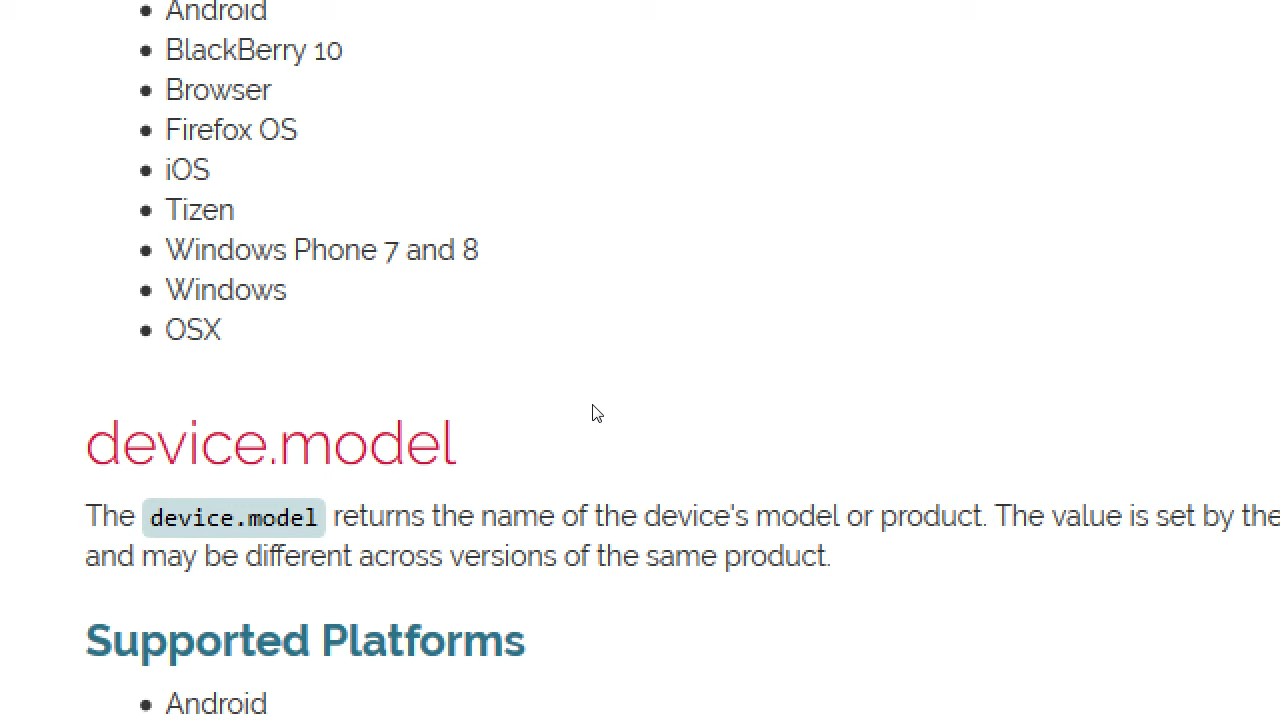 Android
BlackBerry 10
Browser
Firefox OS
iOS
Tizen
Windows Phone 7 and 8
Windows
OSX
device.model
The device.model returns the name of the device's model or product. The value is set by the
and may be different across versions of the same product.
Supported Platforms
Android